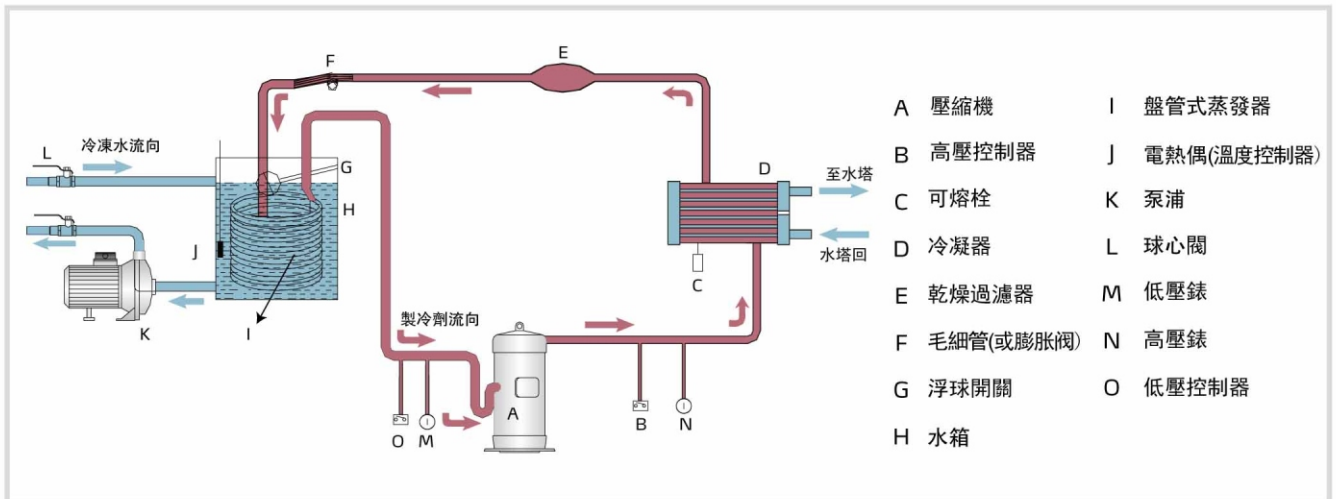 F
E
L
冷凍水流向
G
D
至水塔
H
J
水塔回
C
K
I
製冷劑流向
A
O
M
B
N
A 壓縮機
B 高壓控制器
C 可熔栓
D 冷凝器
E 乾燥過濾器
F 毛細管(或膨胀阀)
G 浮球開關
H 水箱
I 盤管式蒸發器
J 電熱偶(溫度控制器)
K 泵浦
L 球心閥
M 低壓錶
N 高壓錶
O 低壓控制器